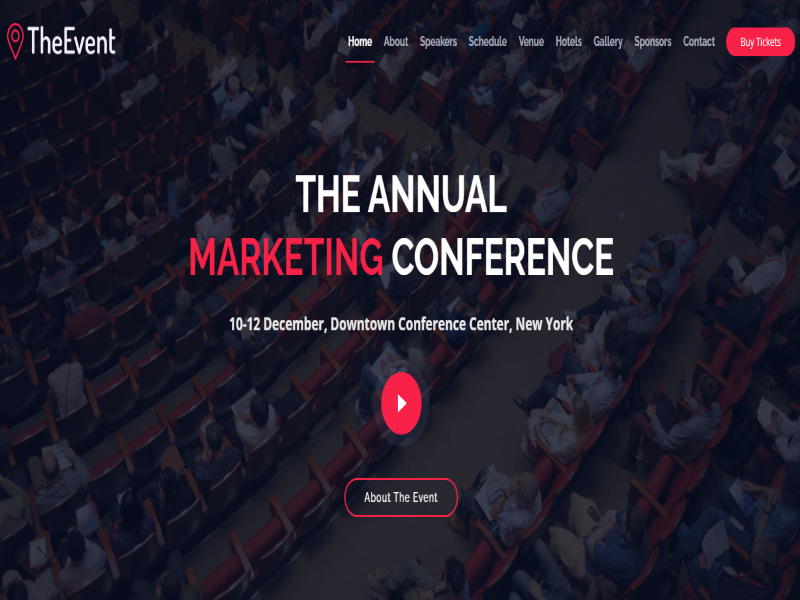 TheEvent
Home About Speakers Schedule Venue Hotels Gallery Sponsors Contact Buy Tickets
THE ANNUAL
MARKETING CONFERENCE
10-12 December, Downtown Conference Center, New York
About The Event